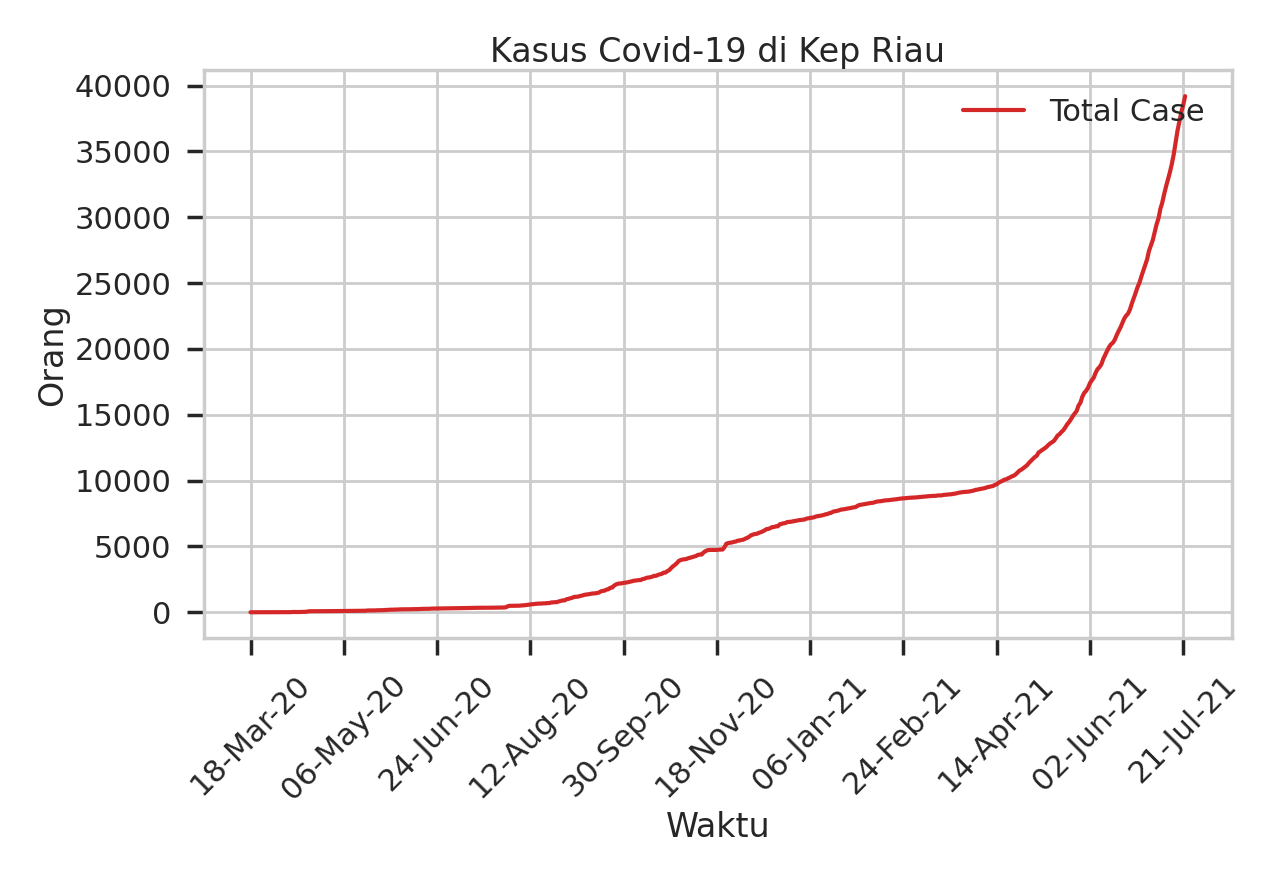 Kasus Covid-19 di Kep Riau
Total Case
Orang
40000
35000
30000
25000
20000
15000
10000
5000
0
18-Mar-20
06-May-20
24-Jun-20
12-Aug-20
30-Sep-20
18-Nov-20
06-Jan-21
24-Feb-21
14-Apr-21
02-Jun-21
21-Jul-21
Waktu